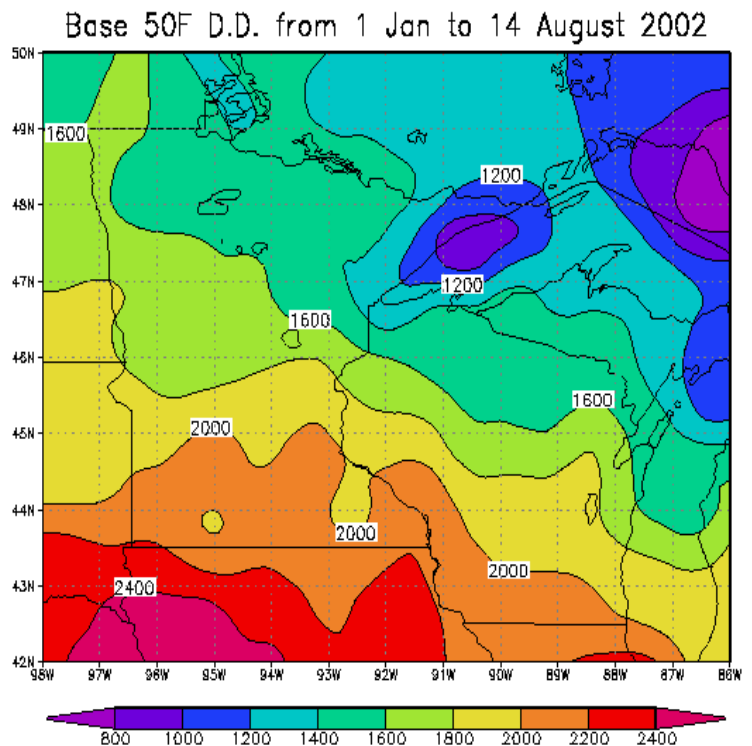 Base 50F D.D. from 1 Jan to 14 August 2002
50N
49N
1600
1200
48N
47N
1200
1600
46N
1600
45N
2000
44N
2000
2000
43N
2400
42N
98W 97W 96W 95W 94W 93W 92W 91W 90W 89W 88W 87W 86W
800 1000 1200 1400 1600 1800 2000 2200 2400